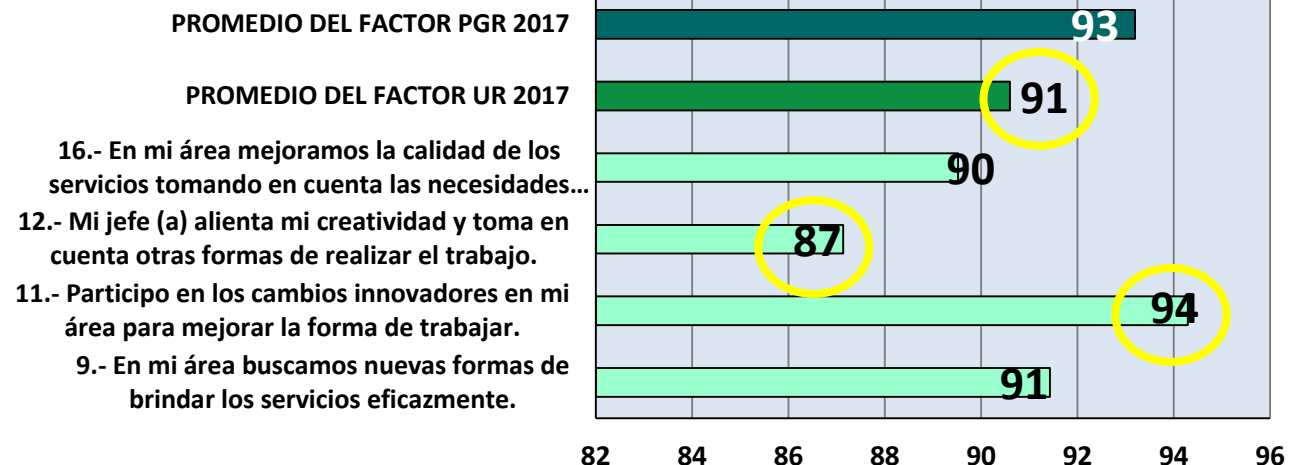 PROMEDIO DEL FACTOR PGR 2017
93
PROMEDIO DEL FACTOR UR 2017
91
16.- En mi área mejoramos la calidad de los
servicios tomando en cuenta las necesidades…
90
12.- Mi jefe (a) alienta mi creatividad y toma en
cuenta otras formas de realizar el trabajo.
87
11.- Participo en los cambios innovadores en mi
área para mejorar la forma de trabajar.
94
9.- En mi área buscamos nuevas formas de
brindar los servicios eficazmente.
91
82 84 86 88 90 92 94 96